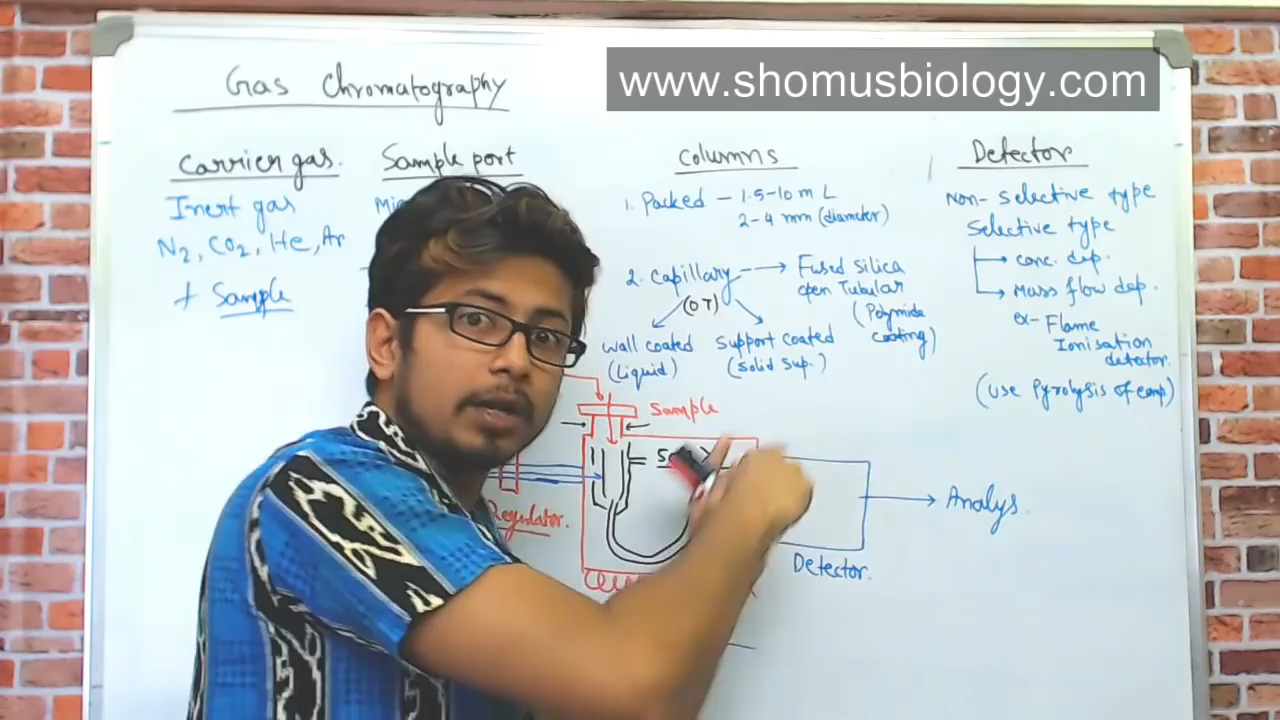 www.shomusbiology.com
Gas Chromatography
Carrier gas.
Inert gas
N2, CO2, He, Ar
+ Sample
Sample port
Columns
1. Packed - 1.5-10 m L
2-4 mm (diameter)
2. Capillary --> Fused silica
open Tubular
(Polymide
coating)
(OT)
wall coated
(Liquid)
Support coated
(Solid Sup.)
Detector
Non-Selective type
Selective type
→ conc. dep.
→ Mass flow dep.
ex- Flame
Ionisation
detector.
(use Pyrolysis of comp)
Sample
Regulator.
Detector.
Analys